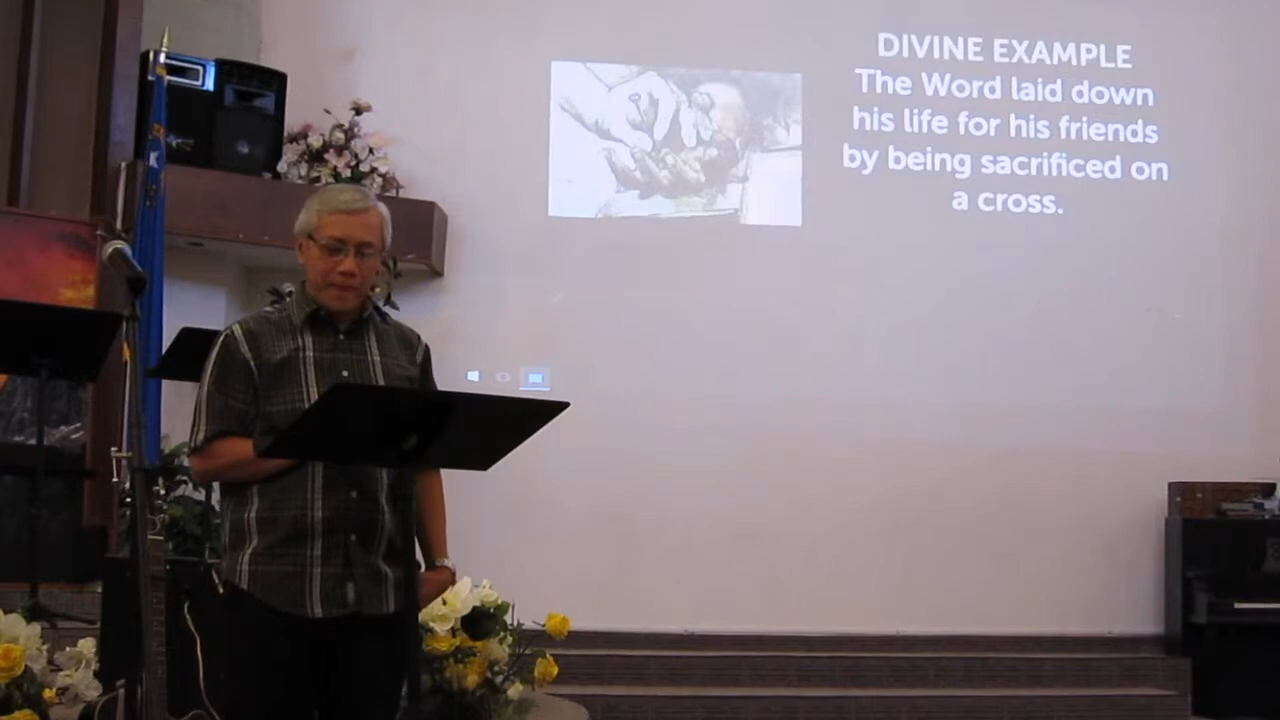 DIVINE EXAMPLE
The Word laid down
his life for his friends
by being sacrificed on
a cross.